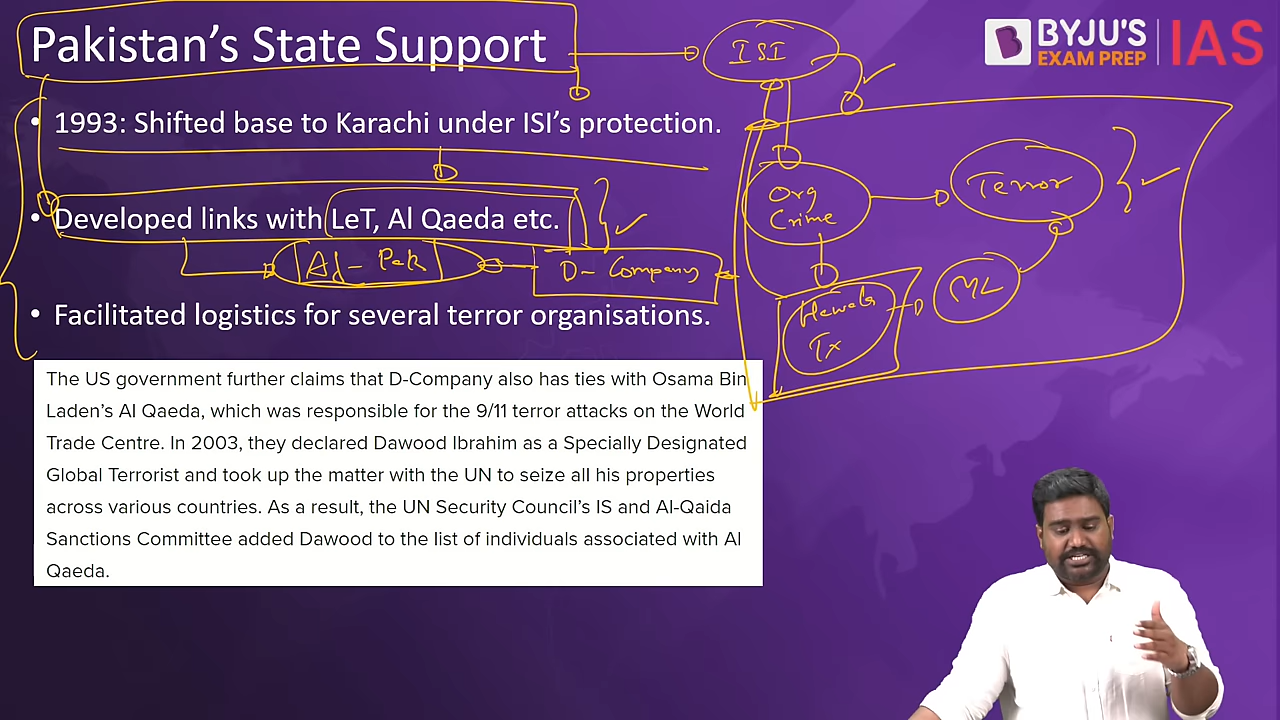 Pakistan's State Support
ISI
BYJU'S
EXAM PREP
IAS
• 1993: Shifted base to Karachi under ISI's protection.
Org
Crime
Terror
• Developed links with LeT, Al Qaeda etc.
Af-Pak
D-Company
Hawala
Tx
ML
• Facilitated logistics for several terror organisations.
The US government further claims that D-Company also has ties with Osama Bin
Laden's Al Qaeda, which was responsible for the 9/11 terror attacks on the World
Trade Centre. In 2003, they declared Dawood Ibrahim as a Specially Designated
Global Terrorist and took up the matter with the UN to seize all his properties
across various countries. As a result, the UN Security Council's IS and Al-Qaida
Sanctions Committee added Dawood to the list of individuals associated with Al
Qaeda.